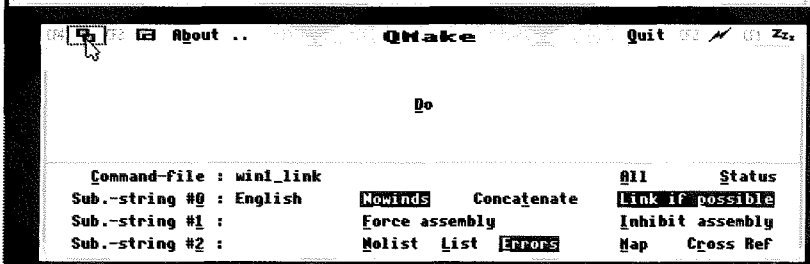 About .. QMake Quit Zzz
Do
Command-file : win1_link All Status
Sub.-string #0 : English Nowinds Concatenate Link if possible
Sub.-string #1 : Force assembly Inhibit assembly
Sub.-string #2 : Nolist List Errors Map Cross Ref